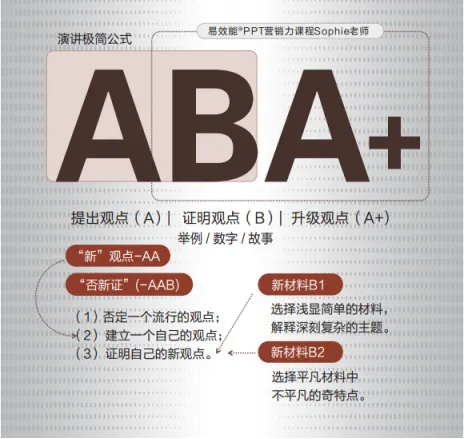 演讲极简公式
易效能®PPT营销力课程Sophie老师
ABA+
提出观点（A）| 证明观点（B）| 升级观点（A+）
举例 / 数字 / 故事
“新”观点-AA
“否新证”(-AAB)
（1）否定一个流行的观点；
（2）建立一个自己的观点；
（3）证明自己的新观点。
新材料B1
选择浅显简单的材料，
解释深刻复杂的主题。
新材料B2
选择平凡材料中
不平凡的奇特点。